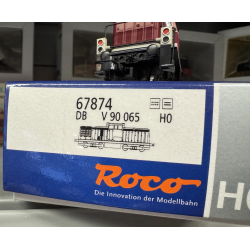 67874
DB V 90 065 H0
Roco
Die Innovation der Modellbahn
H